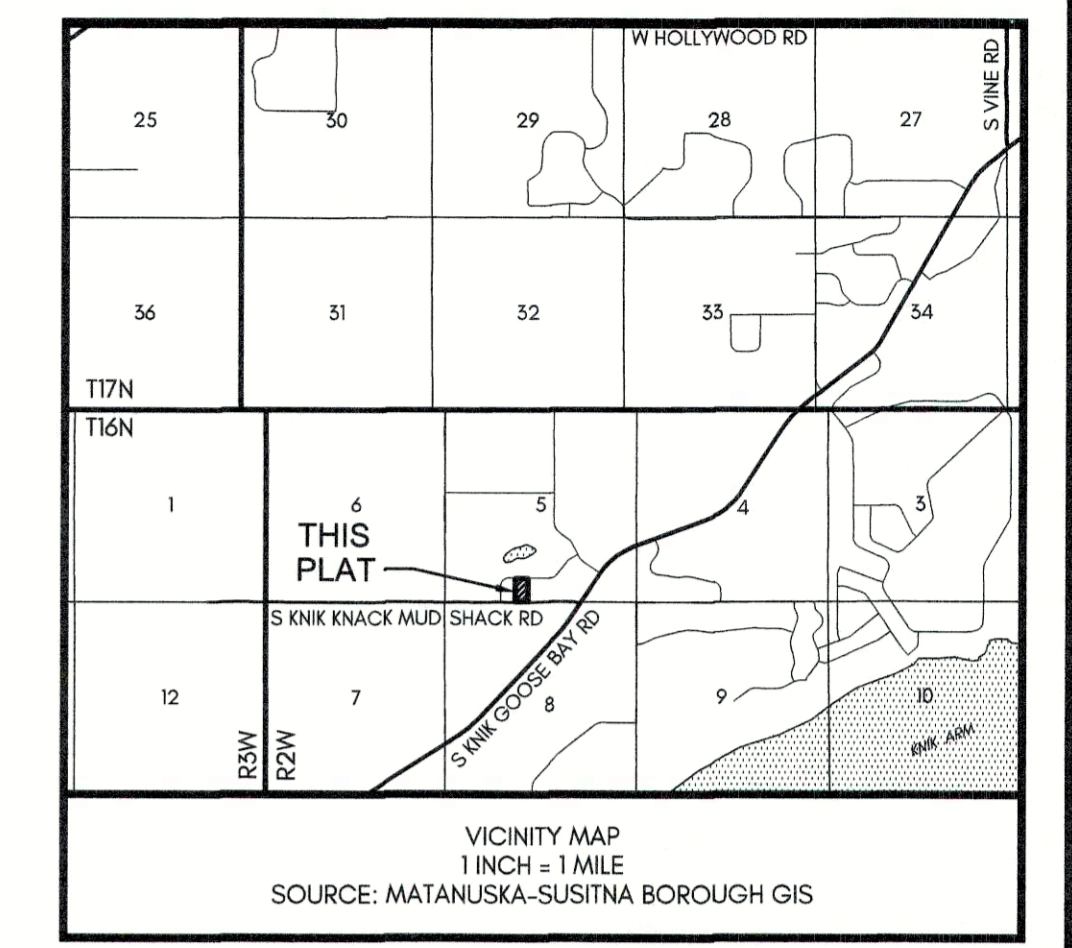 W HOLLYWOOD RD
S VINE RD
25
30
29
28
27
36
31
32
33
34
T17N
T16N
1
6
5
4
3
THIS
PLAT
S KNIK KNACK MUD SHACK RD
S KNIK GOOSE BAY RD
12
7
8
9
10
KNIK ARM
R3W
R2W
VICINITY MAP
1 INCH = 1 MILE
SOURCE: MATANUSKA-SUSITNA BOROUGH GIS